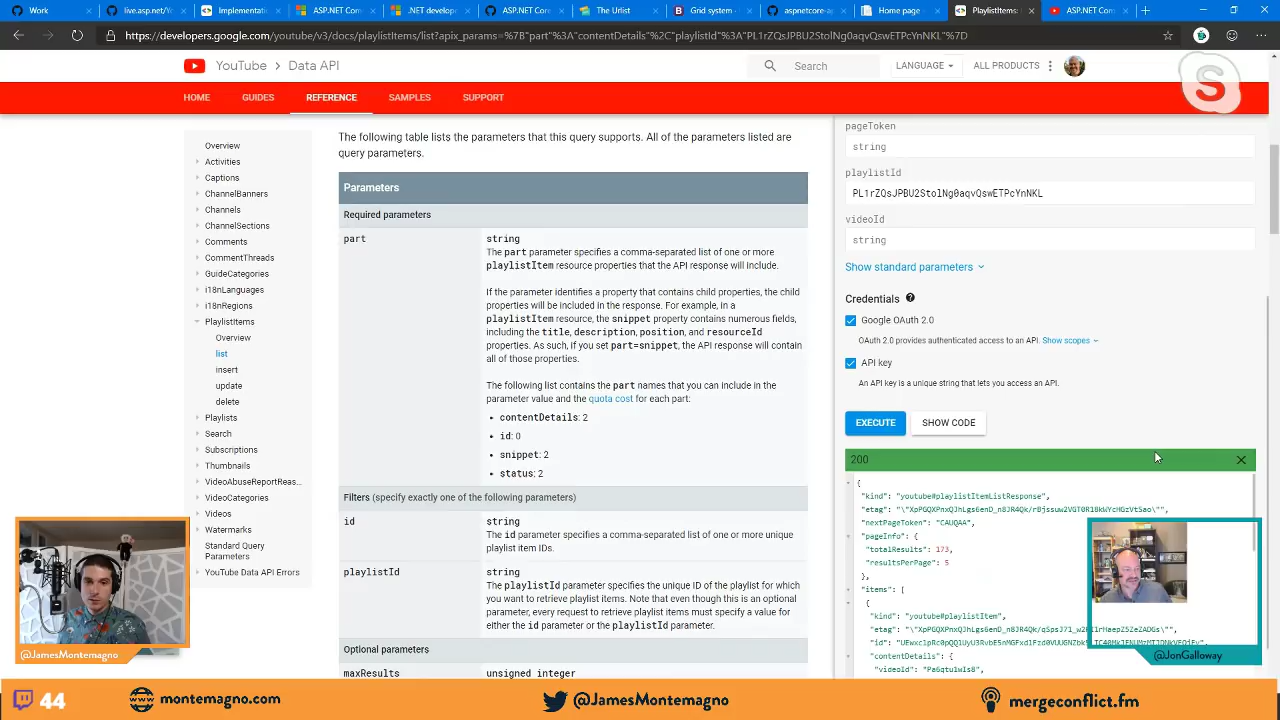 Work
live.asp.net/
Implementati
ASP.NET Con
.NET develop
ASP.NET Core
The Urlist
Grid system
aspnetcore-a
Home page
PlaylistItems:
ASP.NET Con
https://developers.google.com/youtube/v3/docs/playlistItems/list?apix_params=%7B"part"%3A"contentDetails"%2C"playlistId"%3A"PL1rZQsJPBU2StolNg0aqvQswETPcYnNKL"%7D
YouTube > Data API
Search
LANGUAGE
ALL PRODUCTS
HOME
GUIDES
REFERENCE
SAMPLES
SUPPORT
Overview
Activities
Captions
ChannelBanners
Channels
ChannelSections
Comments
CommentThreads
GuideCategories
i18nLanguages
i18nRegions
PlaylistItems
Overview
list
insert
update
delete
Playlists
Search
Subscriptions
Thumbnails
VideoAbuseReportReas...
VideoCategories
Videos
Watermarks
Standard Query
Parameters
YouTube Data API Errors
The following table lists the parameters that this query supports. All of the parameters listed are
query parameters.
Parameters
Required parameters
part
string
The part parameter specifies a comma-separated list of one or more
playlistItem resource properties that the API response will include.
If the parameter identifies a property that contains child properties, the child
properties will be included in the response. For example, in a
playlistItem resource, the snippet property contains numerous fields,
including the title, description, position, and resourceId
properties. As such, if you set part=snippet, the API response will contain
all of those properties.
The following list contains the part names that you can include in the
parameter value and the quota cost for each part:
• contentDetails: 2
• id: 0
• snippet: 2
• status: 2
Filters (specify exactly one of the following parameters)
id
string
The id parameter specifies a comma-separated list of one or more unique
playlist item IDs.
playlistId
string
The playlistId parameter specifies the unique ID of the playlist for which
you want to retrieve playlist items. Note that even though this is an optional
parameter, every request to retrieve playlist items must specify a value for
either the id parameter or the playlistId parameter.
Optional parameters
maxResults
unsigned integer
pageToken
string
playlistId
PL1rZQsJPBU2StolNg0aqvQswETPcYnNKL
videoId
string
Show standard parameters
Credentials
Google OAuth 2.0
OAuth 2.0 provides authenticated access to an API. Show scopes
API key
An API key is a unique string that lets you access an API.
EXECUTE
SHOW CODE
200
{
"kind": "youtube#playlistItemListResponse",
"nextPageToken": "CAUQAA",
"pageInfo": {
"totalResults": 173,
"resultsPerPage": 5
},
"items": [
{
"kind": "youtube#playlistItem",
"etag":
"id":
"contentDetails": {
"videoId": "Pa6qtu1wIs8",
@JamesMontemagno
@JonGalloway
44
montemagno.com
@JamesMontemagno
mergeconflict.fm